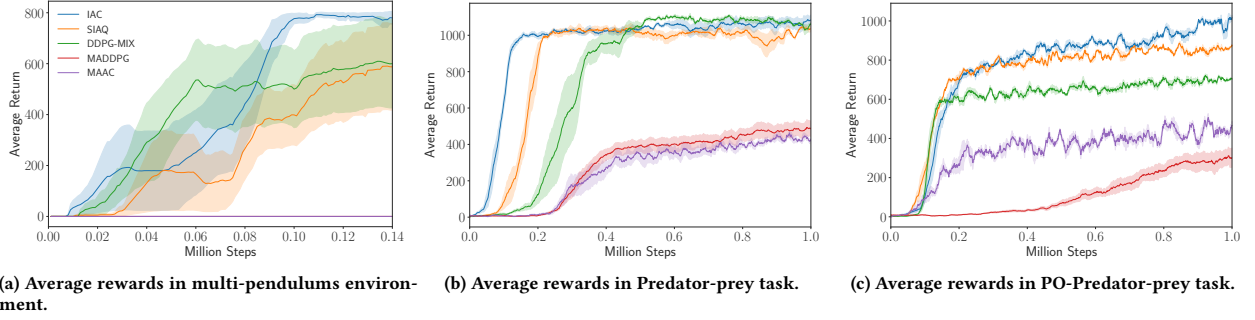 800
600
400
200
0
Average Return
IAC
SIAQ
DDPG-MIX
MADDPG
MAAC
0.00 0.02 0.04 0.06 0.08 0.10 0.12 0.14
Million Steps
(a) Average rewards in multi-pendulums environ-
ment.
1000
800
600
400
200
0
Average Return
0.0 0.2 0.4 0.6 0.8 1.0
Million Steps
(b) Average rewards in Predator-prey task.
1000
800
600
400
200
0
Average Return
0.0 0.2 0.4 0.6 0.8 1.0
Million Steps
(c) Average rewards in PO-Predator-prey task.